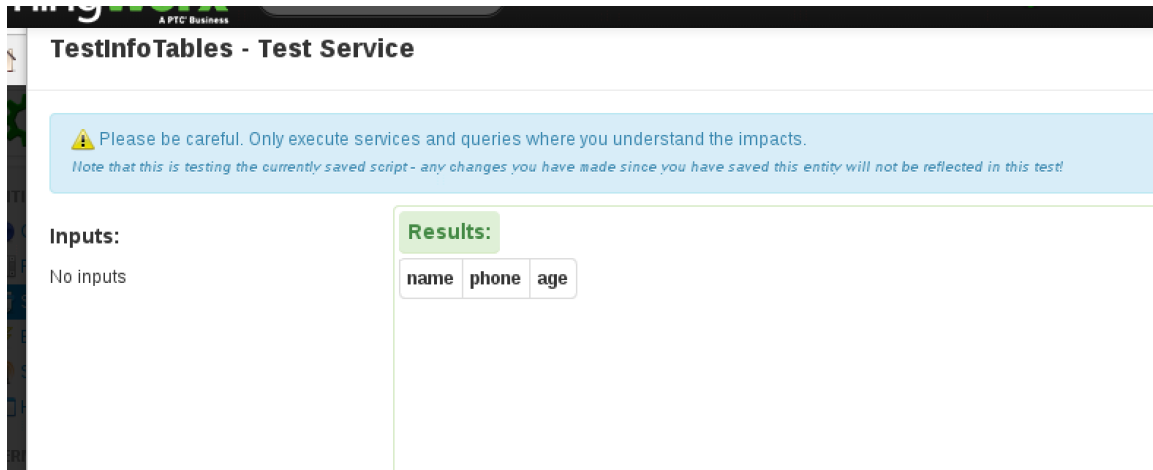 A PTC Business
TestInfoTables - Test Service
Please be careful. Only execute services and queries where you understand the impacts.
Note that this is testing the currently saved script - any changes you have made since you have saved this entity will not be reflected in this test!
Inputs:
Results:
No inputs
name phone age